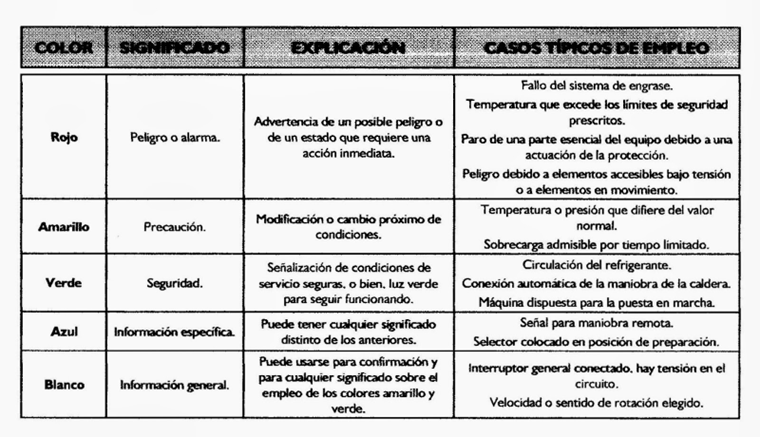 COLOR SIGNIFICADO EXPLICACIÓN CASOS TÍPICOS DE EMPLEO
Rojo
Peligro o alarma.
Advertencia de un posible peligro o
de un estado que requiere una
acción inmediata.
Fallo del sistema de engrase.
Temperatura que excede los límites de seguridad
prescritos.
Paro de una parte esencial del equipo debido a una
actuación de la protección.
Peligro debido a elementos accesibles bajo tensión
o a elementos en movimiento.
Amarillo
Precaución.
Modificación o cambio próximo de
condiciones.
Temperatura o presión que difiere del valor
normal.
Sobrecarga admisible por tiempo limitado.
Verde
Seguridad.
Señalización de condiciones de
servicio seguras, o bien, luz verde
para seguir funcionando.
Circulación del refrigerante.
Conexión automática de la maniobra de la caldera.
Máquina dispuesta para la puesta en marcha.
Azul
Información específica.
Puede tener cualquier significado
distinto de los anteriores.
Señal para maniobra remota.
Selector colocado en posición de preparación.
Blanco
Información general.
Puede usarse para confirmación y
para cualquier significado sobre el
empleo de los colores amarillo y
verde.
Interruptor general conectado, hay tensión en el
circuito.
Velocidad o sentido de rotación elegido.